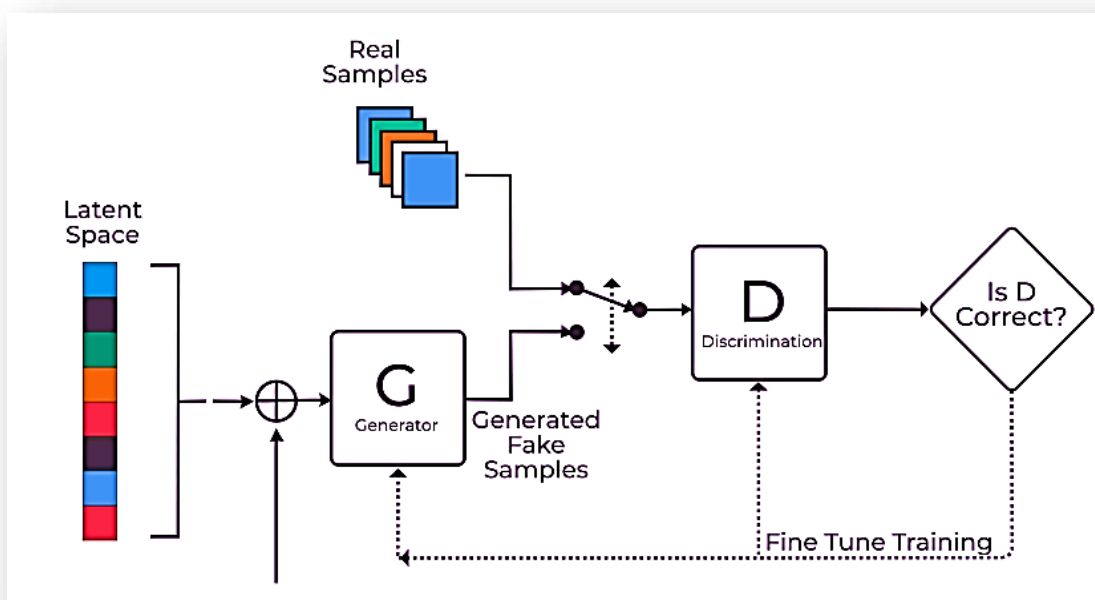 Real
Samples
Latent
Space
G
Generator
Generated
Fake
Samples
D
Discrimination
Is D
Correct?
Fine Tune Training